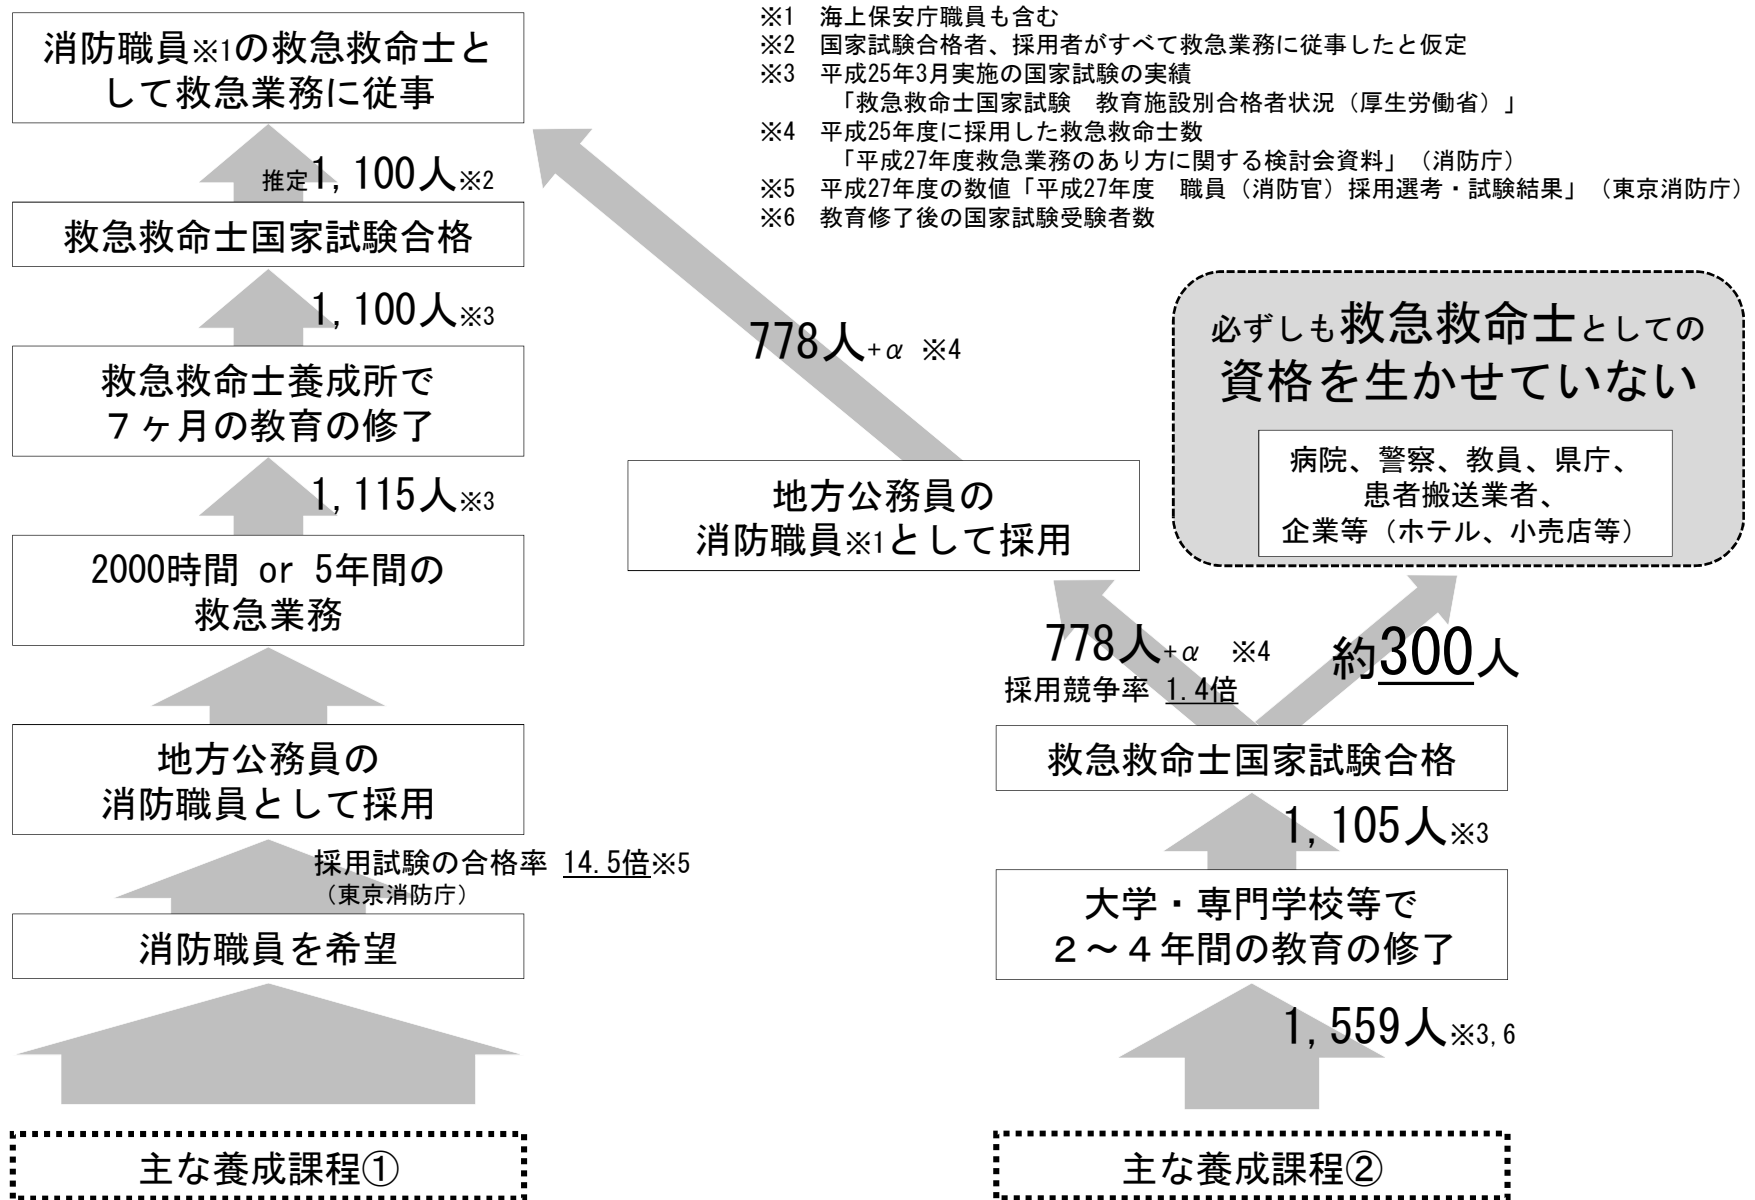 ※1 海上保安庁職員も含む
※2 国家試験合格者、採用者がすべて救急業務に従事したと仮定
※3 平成25年3月実施の国家試験の実績
「救急救命士国家試験　教育施設別合格者状況（厚生労働省）」
※4 平成25年度に採用した救急救命士数
「平成27年度救急業務のあり方に関する検討会資料」（消防庁）
※5 平成27年度の数値「平成27年度　職員（消防官）採用選考・試験結果」（東京消防庁）
※6 教育修了後の国家試験受験者数
消防職員※1の救急救命士と
して救急業務に従事
推定1,100人※2
救急救命士国家試験合格
1,100人※3
救急救命士養成所で
７ヶ月の教育の修了
1,115人※3
2000時間 or 5年間の
救急業務
地方公務員の
消防職員として採用
採用試験の合格率 14.5倍※5
（東京消防庁）
消防職員を希望
主な養成課程①
778人+α ※4
地方公務員の
消防職員※1として採用
778人+α ※4
採用競争率 1.4倍
必ずしも救急救命士としての
資格を生かせていない
病院、警察、教員、県庁、
患者搬送業者、
企業等（ホテル、小売店等）
約300人
救急救命士国家試験合格
1,105人※3
大学・専門学校等で
２～４年間の教育の修了
1,559人※3,6
主な養成課程②